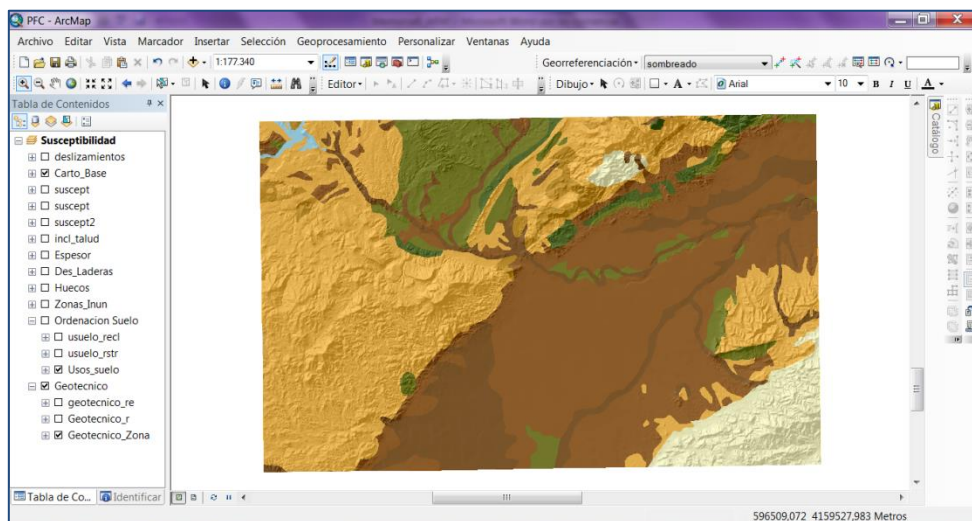 PFC - ArcMap
Archivo Editar Vista Marcador Insertar Selección Geoprocesamiento Personalizar Ventanas Ayuda
1:177.340
Georreferenciación sombreado
Editor Dibujo A Arial 10 B I U A
Tabla de Contenidos
Susceptibilidad
deslizamientos
Carto_Base
suscept
suscept
suscept2
incl_talud
Espesor
Des_Laderas
Huecos
Zonas_Inun
Ordenacion Suelo
usuelo_recl
usuelo_rstr
Usos_suelo
Geotecnico
geotecnico_re
Geotecnico_r
Geotecnico_Zona
Catálogo
Tabla de Co... Identificar
596509,072 4159527,983 Metros